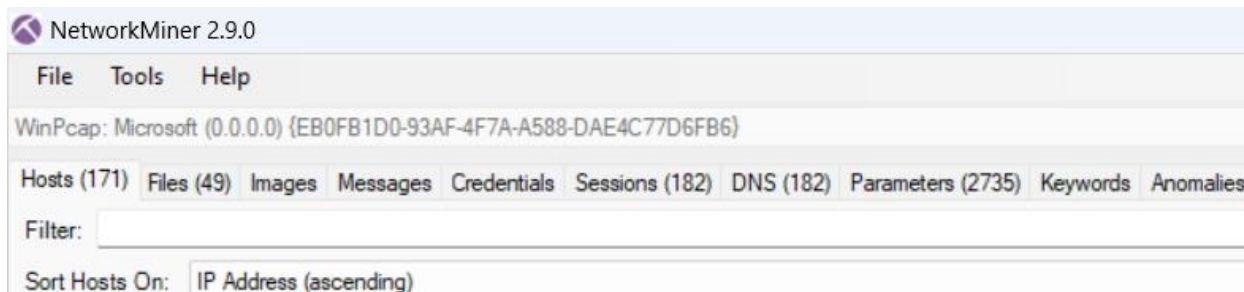 NetworkMiner 2.9.0
File Tools Help
WinPcap: Microsoft (0.0.0.0) {EB0FB1D0-93AF-4F7A-A588-DAE4C77D6FB6}
Hosts (171) Files (49) Images Messages Credentials Sessions (182) DNS (182) Parameters (2735) Keywords Anomalies
Filter:
Sort Hosts On: IP Address (ascending)